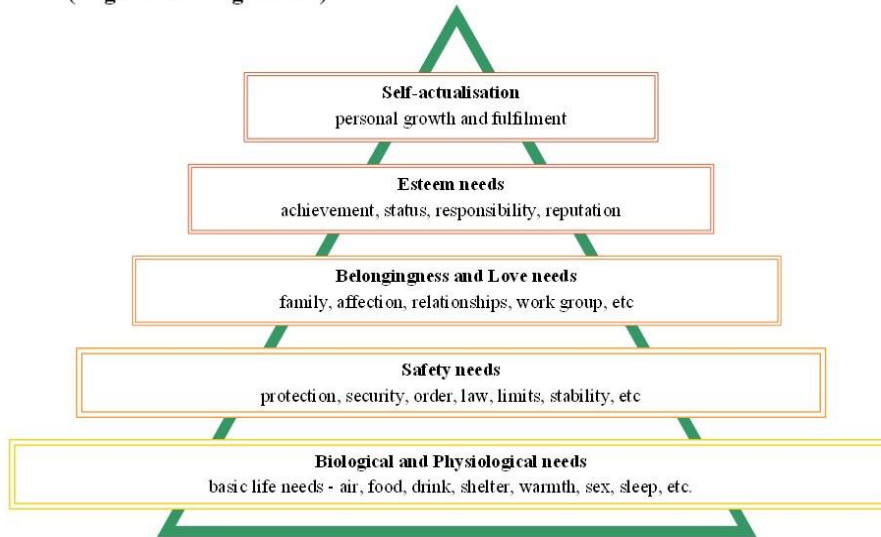 Self-actualisation
personal growth and fulfilment
Esteem needs
achievement, status, responsibility, reputation
Belongingness and Love needs
family, affection, relationships, work group, etc
Safety needs
protection, security, order, law, limits, stability, etc
Biological and Physiological needs
basic life needs - air, food, drink, shelter, warmth, sex, sleep, etc.